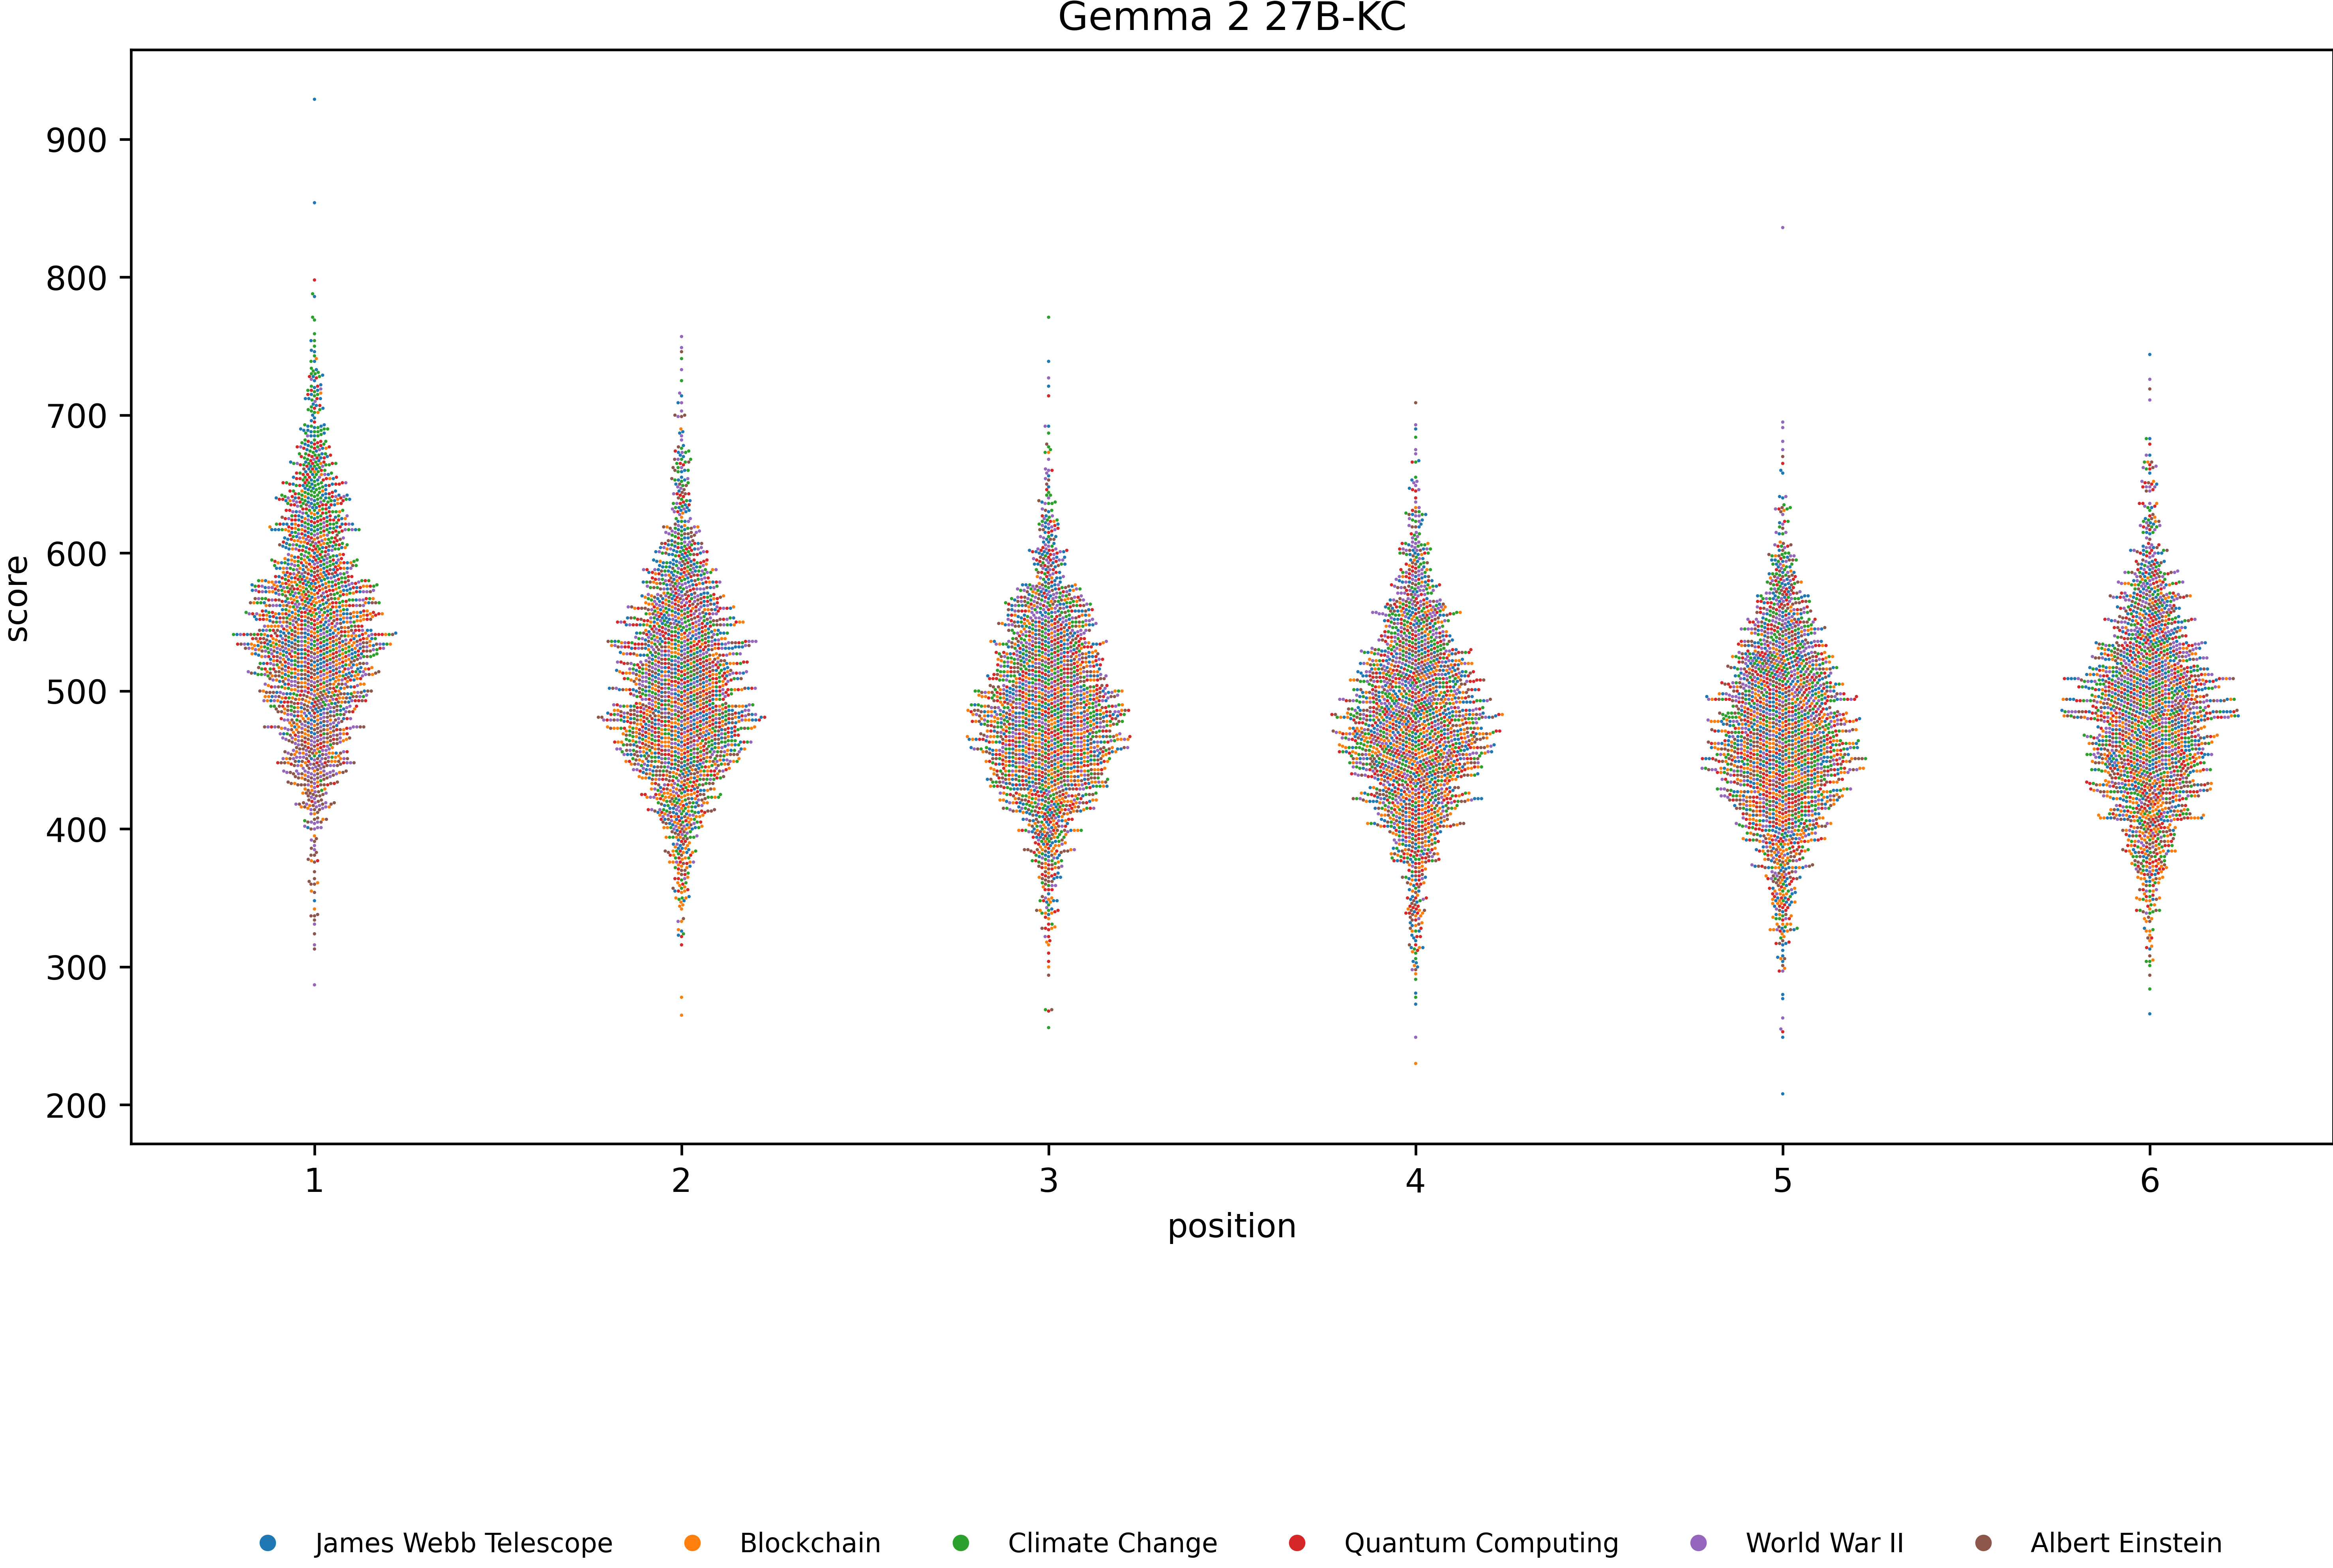 Gemma 2 27B-KC
900
800
700
600
500
400
300
200
score
1 2 3 4 5 6
position
James Webb Telescope Blockchain Climate Change Quantum Computing World War II Albert Einstein